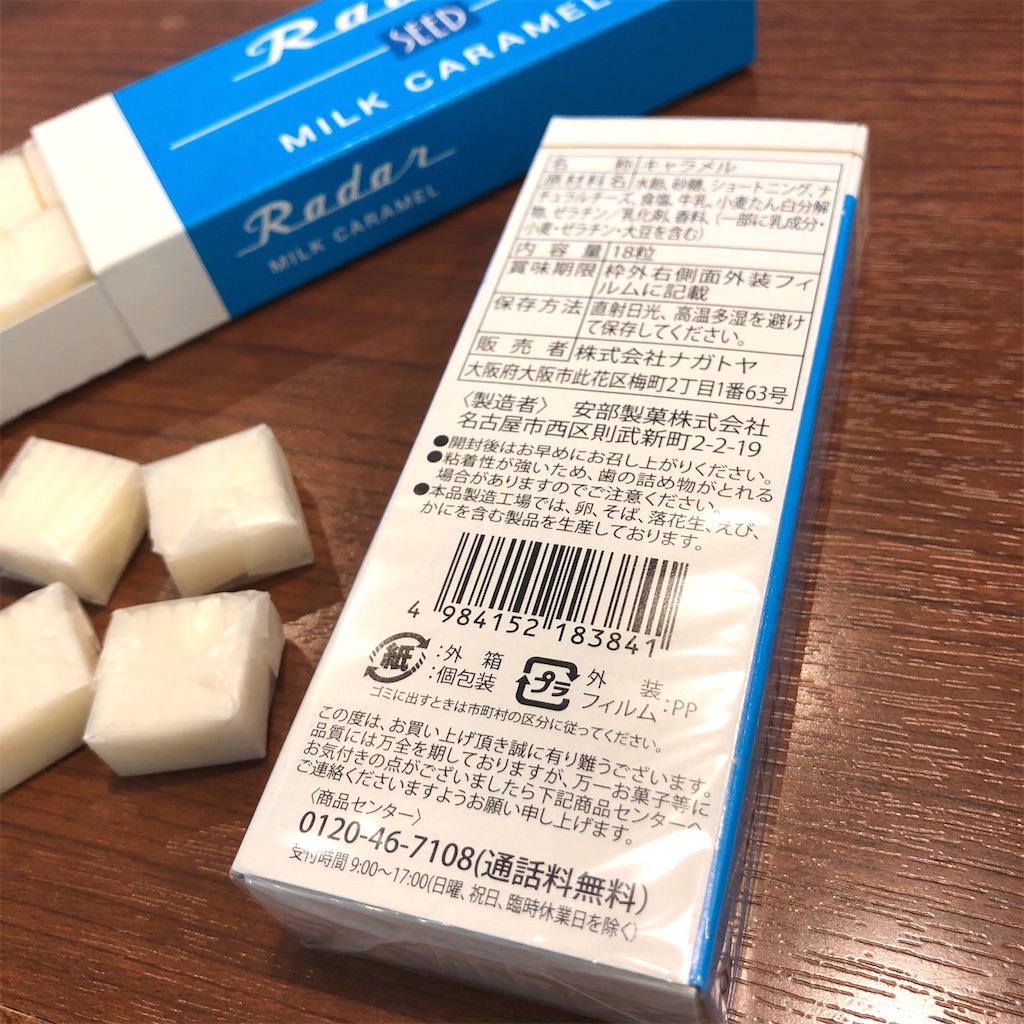 Radar
SEED
MILK CARAMEL
Radar
MILK CARAMEL
名 称 キャラメル
原材料名 水飴、砂糖、ショートニング、ナ
チュラルチーズ、食塩、牛乳、小麦たん白分解
物、ゼラチン/乳化剤、香料、(一部に乳成分・
小麦・ゼラチン・大豆を含む)
内 容 量 18粒
賞味期限 枠外右側面外装フィ
ルムに記載
保存方法 直射日光、高温多湿を避け
て保存してください。
販 売 者 株式会社ナガトヤ
大阪府大阪市此花区梅町2丁目1番63号
〈製造者〉 安部製菓株式会社
名古屋市西区則武新町2-2-19
●開封後はお早めにお召し上がりください。
●粘着性が強いため、歯の詰め物がとれる
場合がありますのでご注意ください。
●本品製造工場では、卵、そば、落花生、えび、
かにを含む製品を生産しております。
4 984152 183841
紙 :外 箱
:個包装
プラ 外 装
フィルム :PP
ゴミに出すときは市町村の区分に従ってください。
この度は、お買い上げ頂き誠に有り難うございます。
品質には万全を期しておりますが、万一お菓子等に
お気付きの点がございましたら下記商品センターへ
ご連絡くださいますようお願い申し上げます。
〈商品センター〉
0120-46-7108(通話料無料)
受付時間 9:00〜17:00(日曜、祝日、臨時休業日を除く)